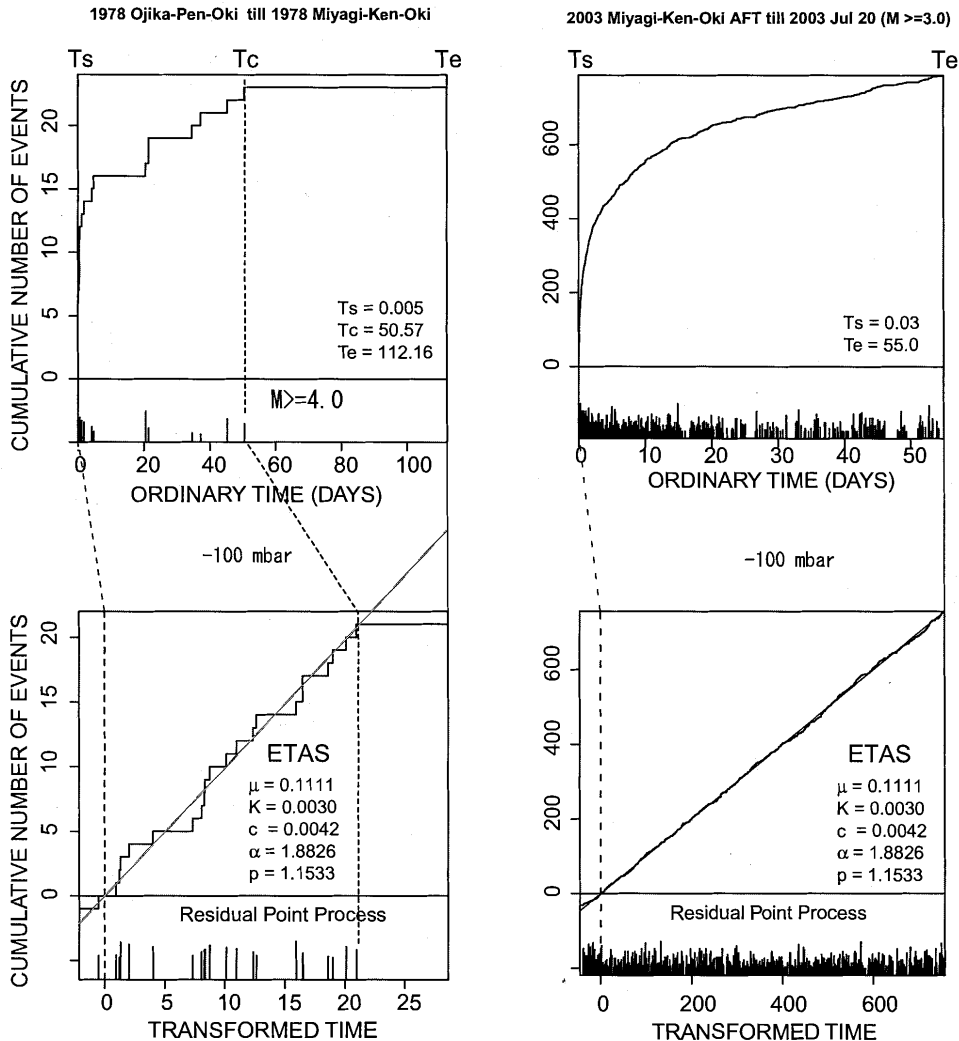 1978 Ojika-Pen-Oki till 1978 Miyagi-Ken-Oki
Ts Tc Te
CUMULATIVE NUMBER OF EVENTS
20
15
10
5
0
Ts = 0.005
Tc = 50.57
Te = 112.16
M>=4.0
0 20 40 60 80 100
ORDINARY TIME (DAYS)
-100 mbar
CUMULATIVE NUMBER OF EVENTS
20
15
10
5
0
ETAS
μ = 0.1111
K = 0.0030
c = 0.0042
α = 1.8826
p = 1.1533
Residual Point Process
0 5 10 15 20 25
TRANSFORMED TIME
2003 Miyagi-Ken-Oki AFT till 2003 Jul 20 (M >=3.0)
Ts Te
600
400
200
0
Ts = 0.03
Te = 55.0
0 10 20 30 40 50
ORDINARY TIME (DAYS)
-100 mbar
600
400
200
0
ETAS
μ = 0.1111
K = 0.0030
c = 0.0042
α = 1.8826
p = 1.1533
Residual Point Process
0 200 400 600
TRANSFORMED TIME